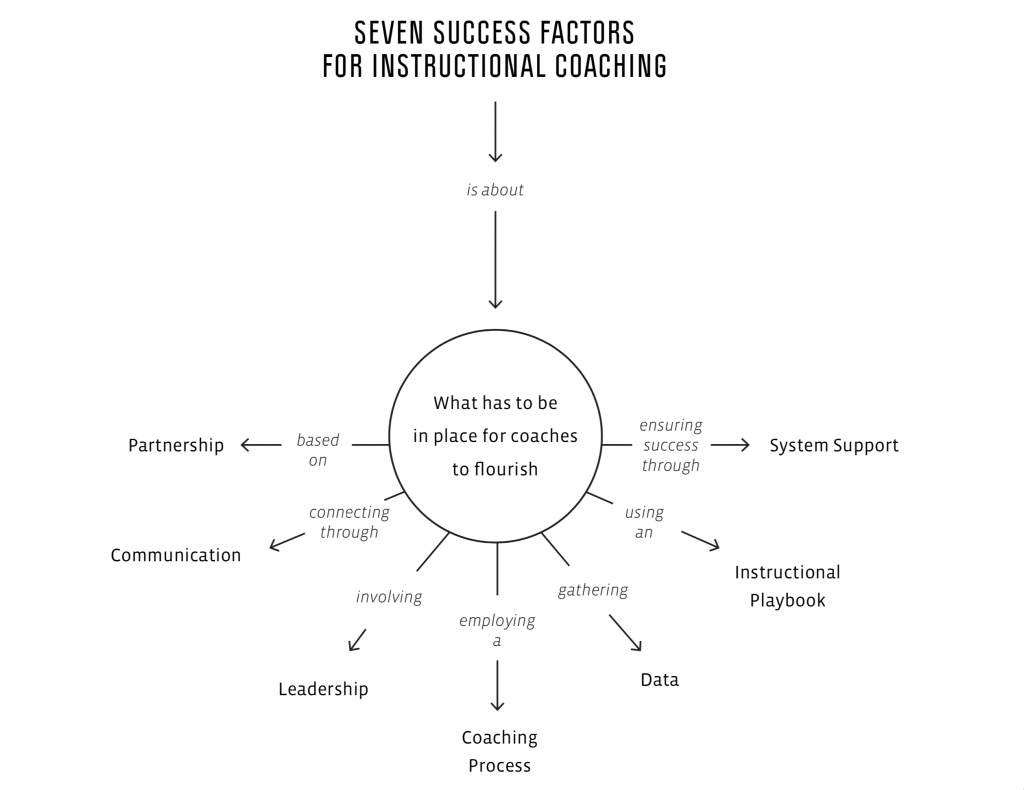 SEVEN SUCCESS FACTORS
FOR INSTRUCTIONAL COACHING
is about
What has to be
in place for coaches
to flourish
based
on
Partnership
connecting
through
Communication
involving
Leadership
employing
a
Coaching
Process
gathering
Data
using
an
Instructional
Playbook
ensuring
success
through
System Support